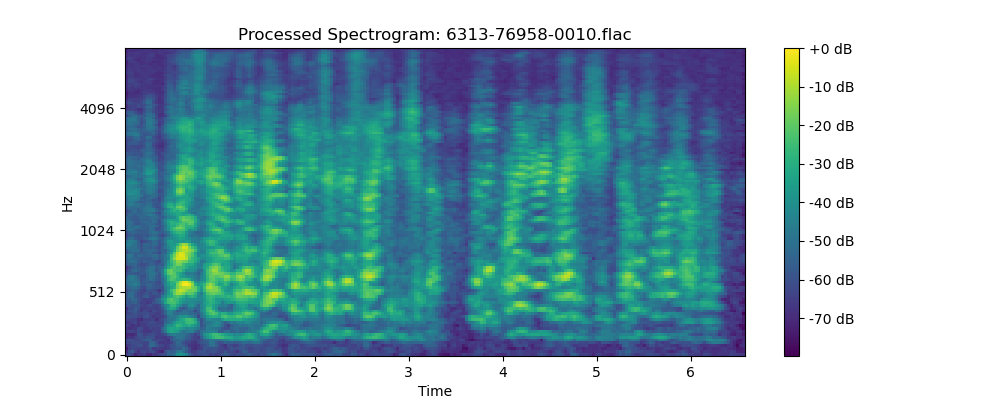 Processed Spectrogram: 6313-76958-0010.flac
Hz
4096
2048
1024
512
0
0 1 2 3 4 5 6
Time
+0 dB
-10 dB
-20 dB
-30 dB
-40 dB
-50 dB
-60 dB
-70 dB